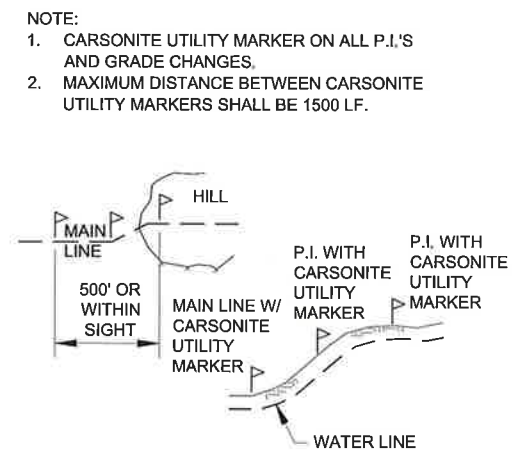 NOTE:
1. CARSONITE UTILITY MARKER ON ALL P.I.'S
AND GRADE CHANGES.
2. MAXIMUM DISTANCE BETWEEN CARSONITE
UTILITY MARKERS SHALL BE 1500 LF.
HILL
MAIN
LINE
500' OR
WITHIN
SIGHT
MAIN LINE W/
CARSONITE
UTILITY
MARKER
P.I. WITH
CARSONITE
UTILITY
MARKER
P.I. WITH
CARSONITE
UTILITY
MARKER
WATER LINE